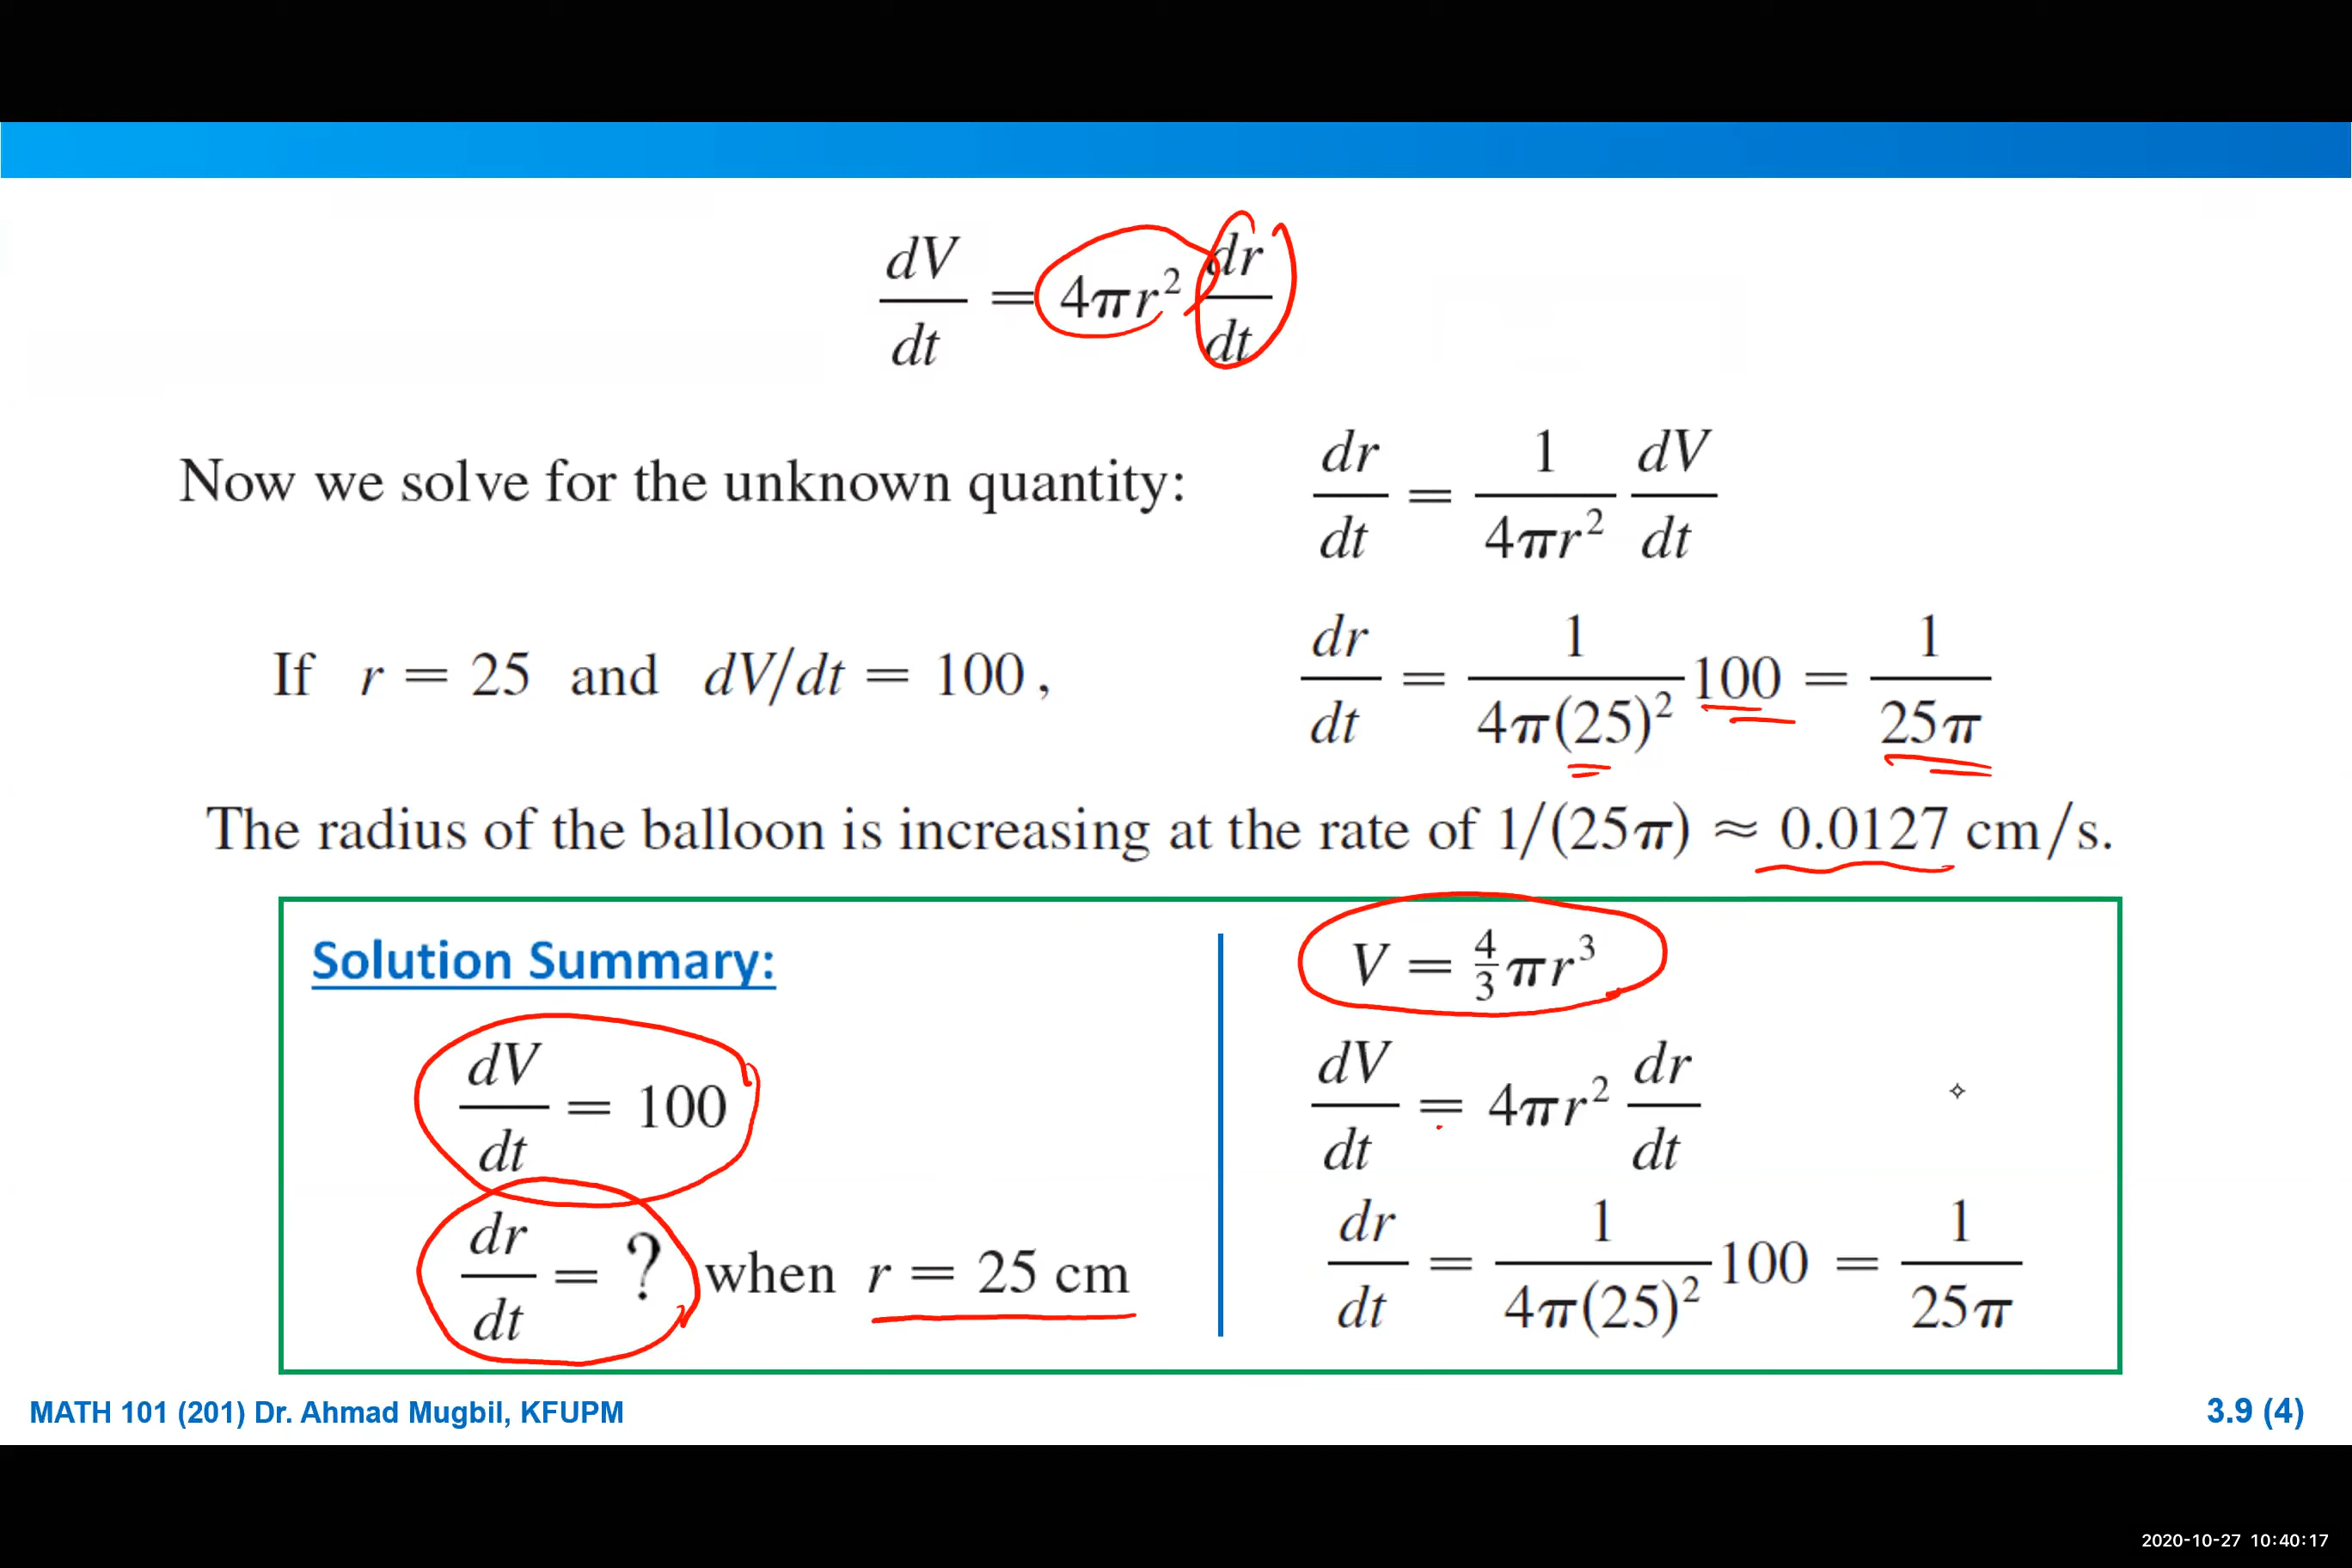 dV/dt = 4πr² dr/dt
Now we solve for the unknown quantity: dr/dt = 1/(4πr²) dV/dt
If r = 25 and dV/dt = 100, dr/dt = 1/(4π(25)²) 100 = 1/(25π)
The radius of the balloon is increasing at the rate of 1/(25π) ≈ 0.0127 cm/s.
Solution Summary:
dV/dt = 100
dr/dt = ? when r = 25 cm
V = 4/3 πr³
dV/dt = 4πr² dr/dt
dr/dt = 1/(4π(25)²) 100 = 1/(25π)
MATH 101 (201) Dr. Ahmad Mugbil, KFUPM
3.9 (4)
2020-10-27 10:40:17